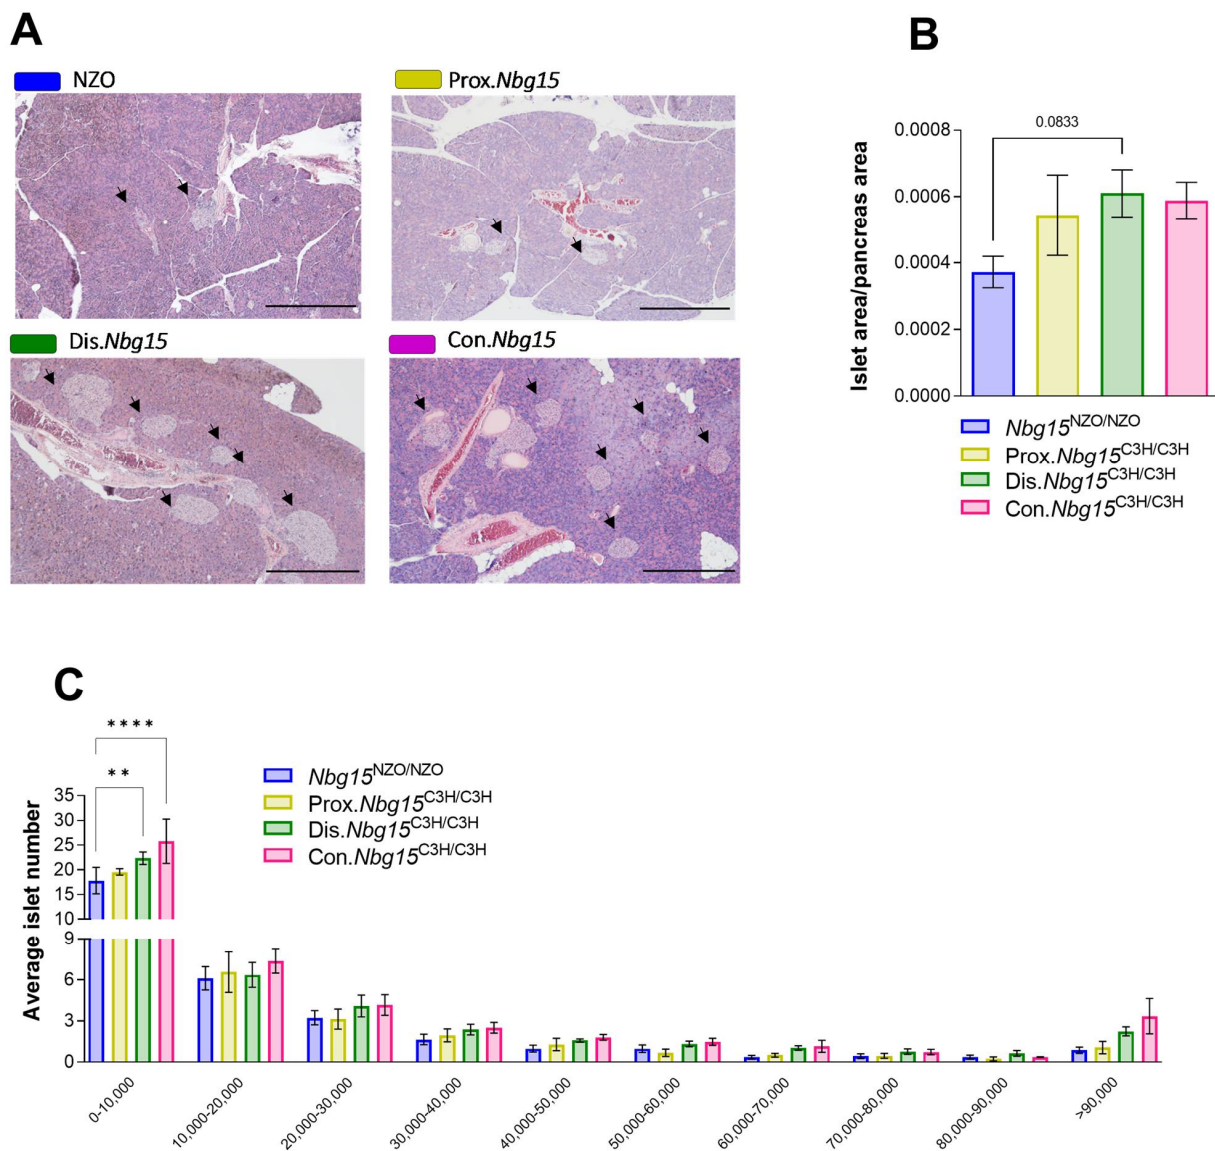 A
NZO
Prox.Nbg15
Dis.Nbg15
Con.Nbg15
B
0.0833
0.0008
0.0006
0.0004
0.0002
0.0000
Islet area/pancreas area
Nbg15NZO/NZO
Prox.Nbg15C3H/C3H
Dis.Nbg15C3H/C3H
Con.Nbg15C3H/C3H
C
****
**
Nbg15NZO/NZO
Prox.Nbg15C3H/C3H
Dis.Nbg15C3H/C3H
Con.Nbg15C3H/C3H
35
30
25
20
15
10
9
6
3
0
Average islet number
0-10,000
10,000-20,000
20,000-30,000
30,000-40,000
40,000-50,000
50,000-60,000
60,000-70,000
70,000-80,000
80,000-90,000
>90,000